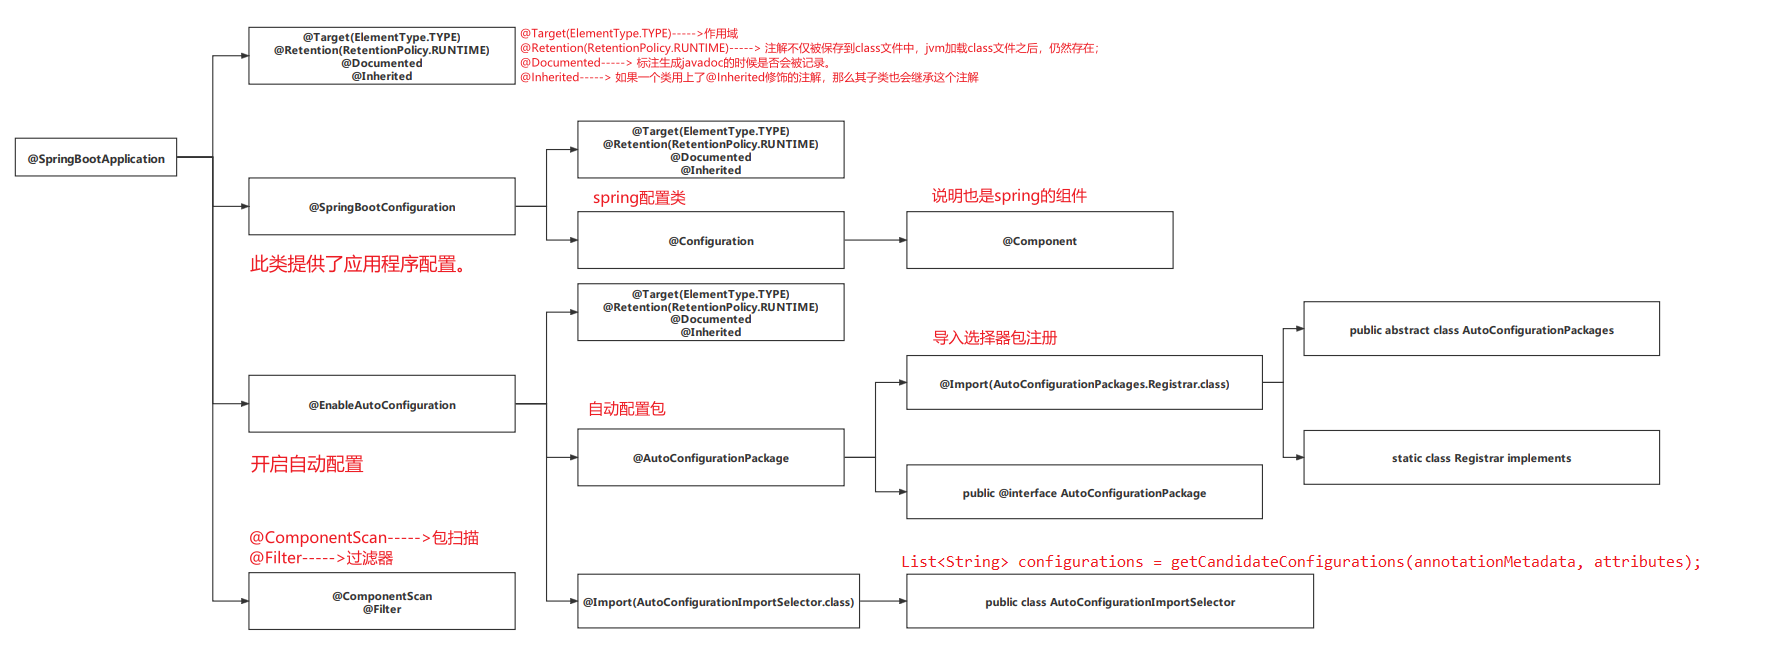 @Target(ElementType.TYPE)
@Retention(RetentionPolicy.RUNTIME)
@Documented
@Inherited
@Target(ElementType.TYPE)----->作用域
@Retention(RetentionPolicy.RUNTIME)-----> 注解不仅被保存到class文件中，jvm加载class文件之后，仍然存在；
@Documented-----> 标注生成javadoc的时候是否会被记录。
@Inherited-----> 如果一个类用上了@Inherited修饰的注解，那么其子类也会继承这个注解
@SpringBootApplication
@Target(ElementType.TYPE)
@Retention(RetentionPolicy.RUNTIME)
@Documented
@Inherited
@SpringBootConfiguration
spring配置类
说明也是spring的组件
@Configuration
@Component
此类提供了应用程序配置。
@Target(ElementType.TYPE)
@Retention(RetentionPolicy.RUNTIME)
@Documented
@Inherited
导入选择器包注册
public abstract class AutoConfigurationPackages
@Import(AutoConfigurationPackages.Registrar.class)
@EnableAutoConfiguration
自动配置包
@AutoConfigurationPackage
static class Registrar implements
开启自动配置
public @interface AutoConfigurationPackage
@ComponentScan----->包扫描
@Filter----->过滤器
List<String> configurations = getCandidateConfigurations(annotationMetadata, attributes);
@ComponentScan
@Filter
@Import(AutoConfigurationImportSelector.class)
public class AutoConfigurationImportSelector